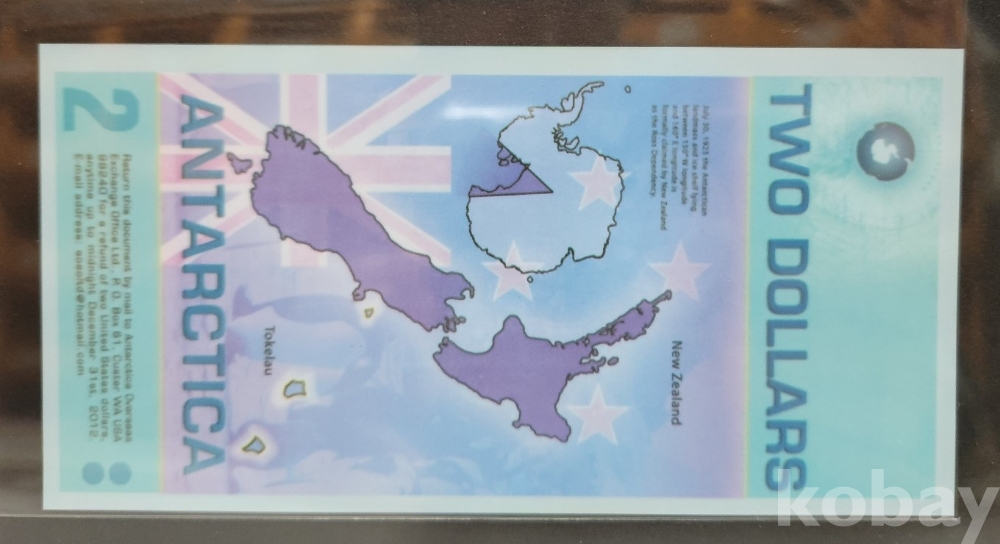 TWO DOLLARS
July 30, 1923 the Antarctican
landmass and ice shelf lying
between 150° W longitude
and 160° E longitude is
formally claimed by New Zealand
as the Ross Dependency.
New Zealand
Tokelau
ANTARCTICA
2
Return this document by mail to Antarctica Overseas
Exchange Office Ltd., P. O. Box 61, Custer WA USA
98240 for a refund of two United States dollars,
anytime up to midnight December 31st, 2012.
E-mail address aoeoltd@hotmail.com
kobay